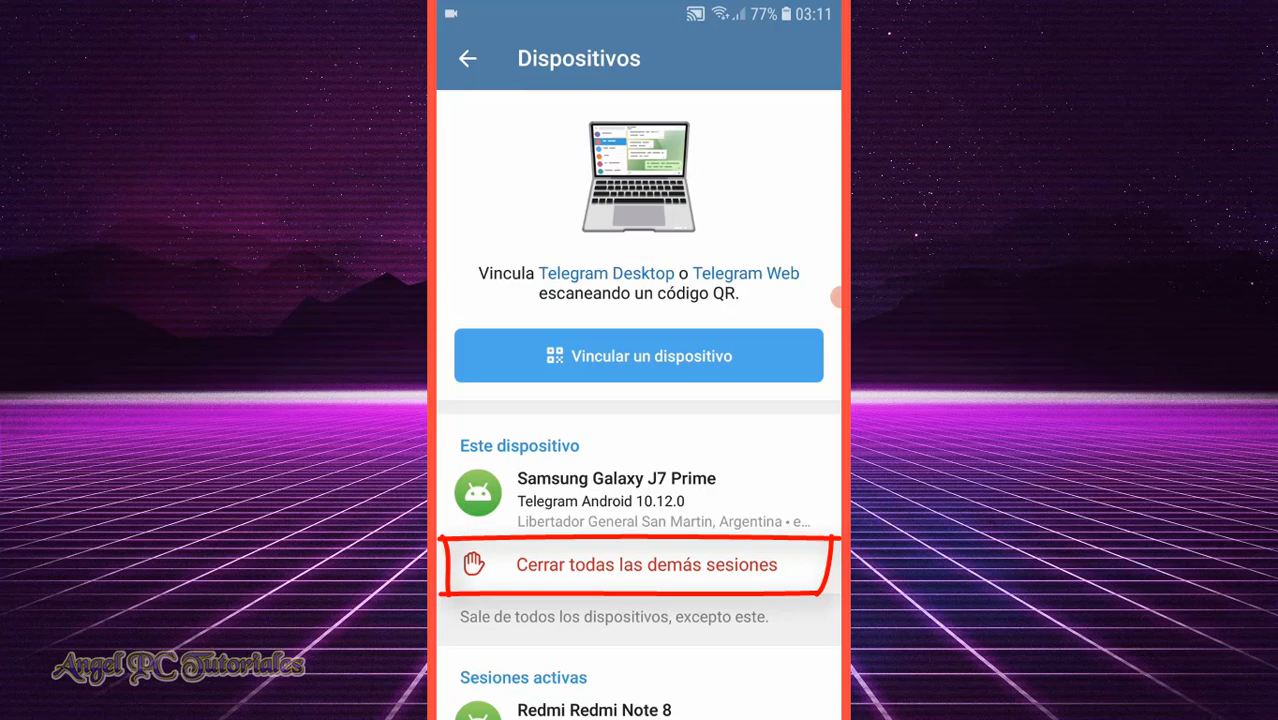 77% 03:11
Dispositivos
Vincula Telegram Desktop o Telegram Web
escaneando un código QR.
Vincular un dispositivo
Este dispositivo
Samsung Galaxy J7 Prime
Telegram Android 10.12.0
Libertador General San Martin, Argentina • e...
Cerrar todas las demás sesiones
Sale de todos los dispositivos, excepto este.
Angel PC Tutoriales
Sesiones activas
Redmi Redmi Note 8